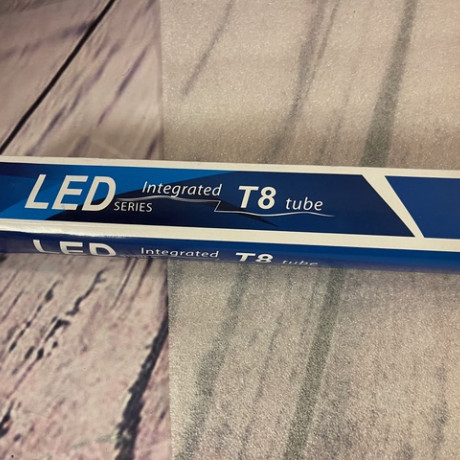 LED SERIES Integrated T8 tube
LED Integrated T8 tube